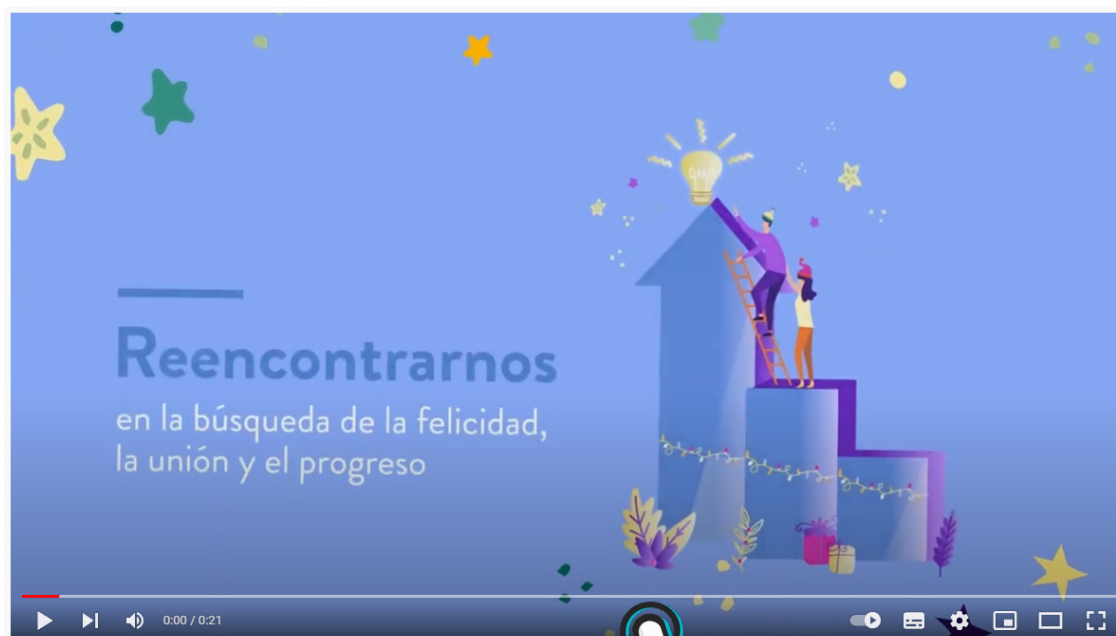 Reencontrarnos
en la búsqueda de la felicidad,
la unión y el progreso
0:00 / 0:21